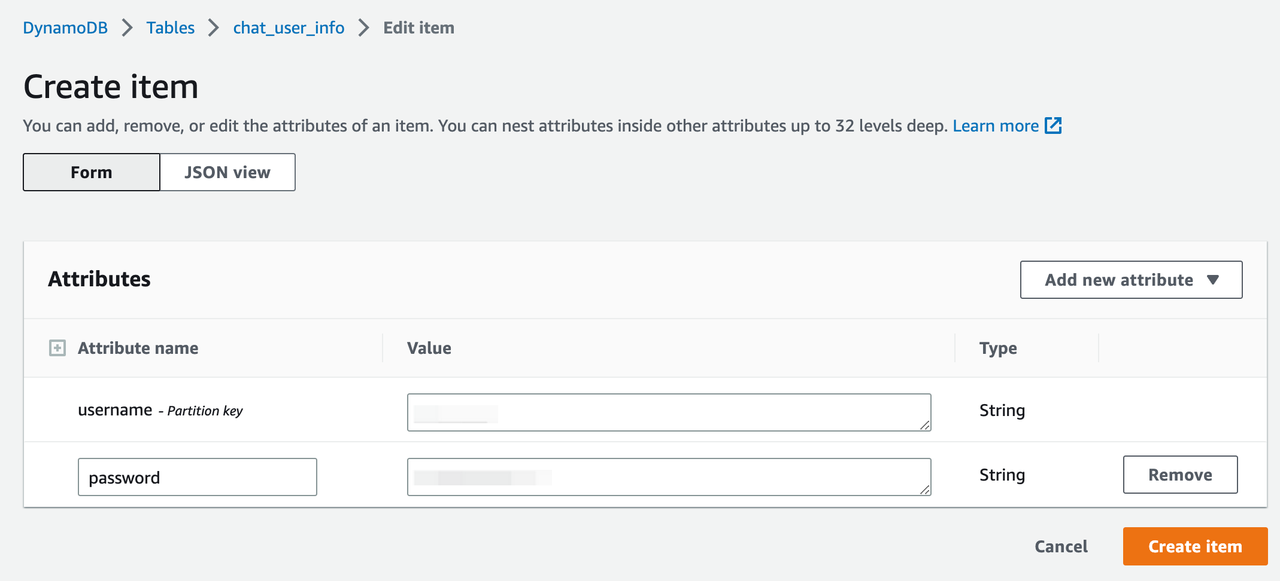 DynamoDB > Tables > chat_user_info > Edit item
Create item
You can add, remove, or edit the attributes of an item. You can nest attributes inside other attributes up to 32 levels deep. Learn more
Form JSON view
Attributes Add new attribute ▼
Attribute name Value Type
username - Partition key String
password String Remove
Cancel Create item